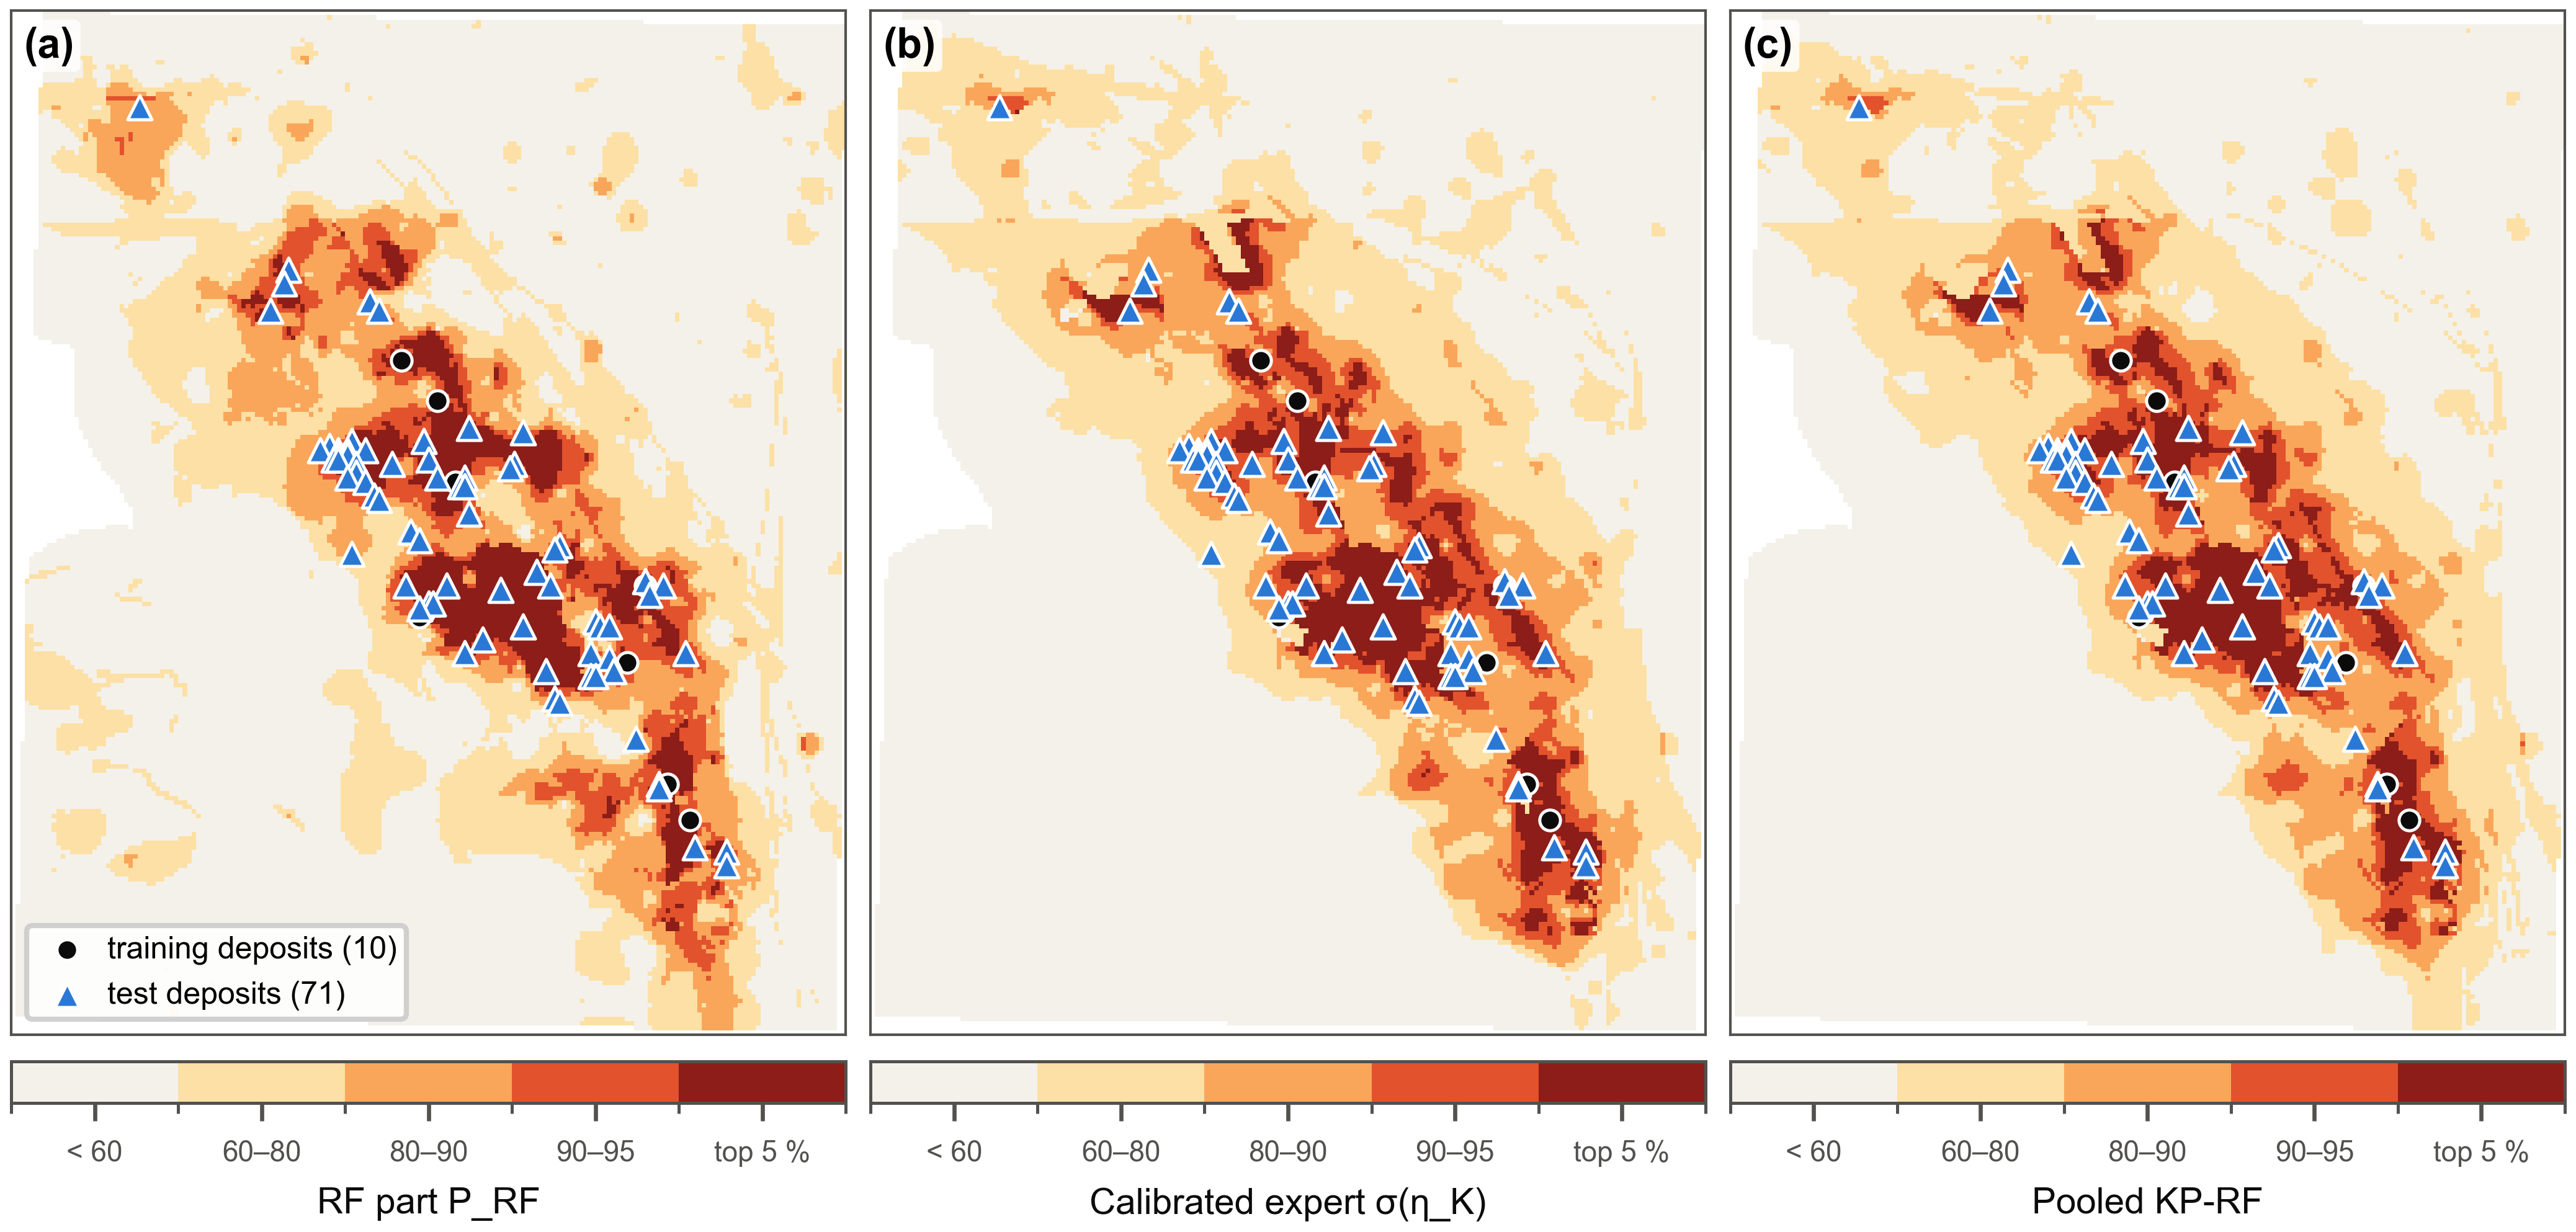 (a)
(b)
(c)
training deposits (10)
test deposits (71)
< 60 60–80 80–90 90–95 top 5 %
< 60 60–80 80–90 90–95 top 5 %
< 60 60–80 80–90 90–95 top 5 %
RF part P_RF
Calibrated expert σ(η_K)
Pooled KP-RF